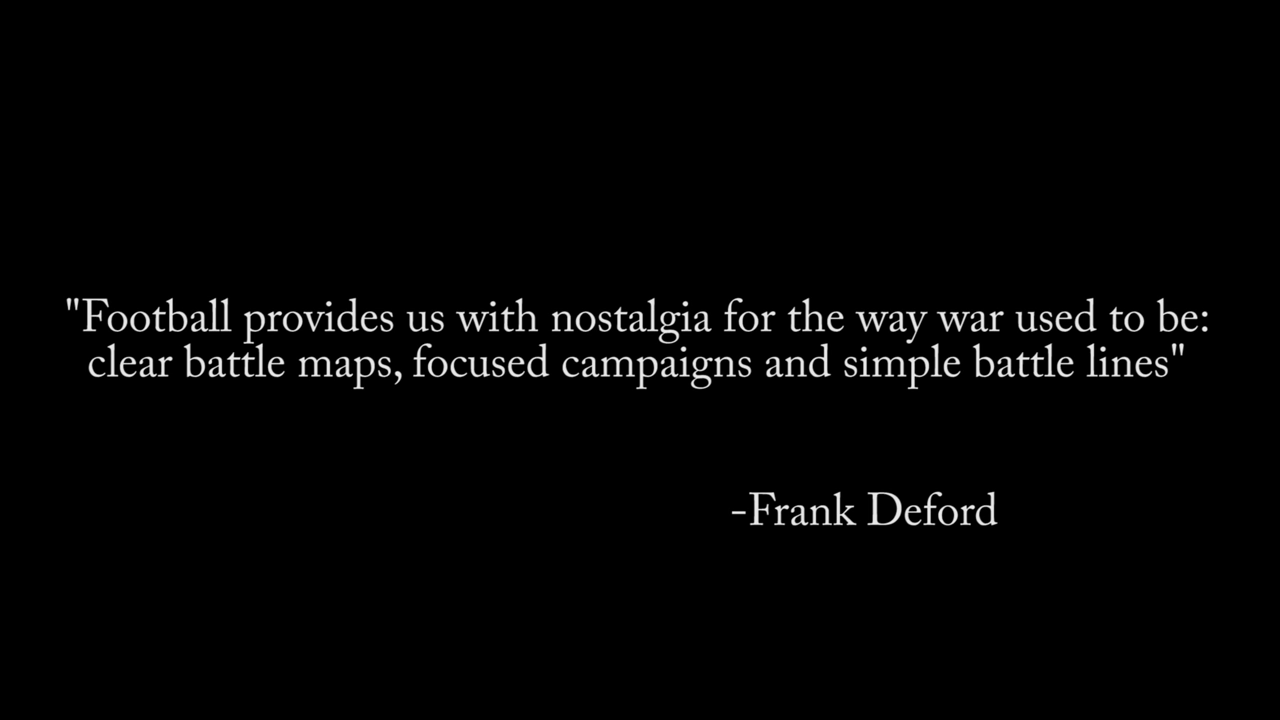 "Football provides us with nostalgia for the way war used to be:
clear battle maps, focused campaigns and simple battle lines"
-Frank Deford